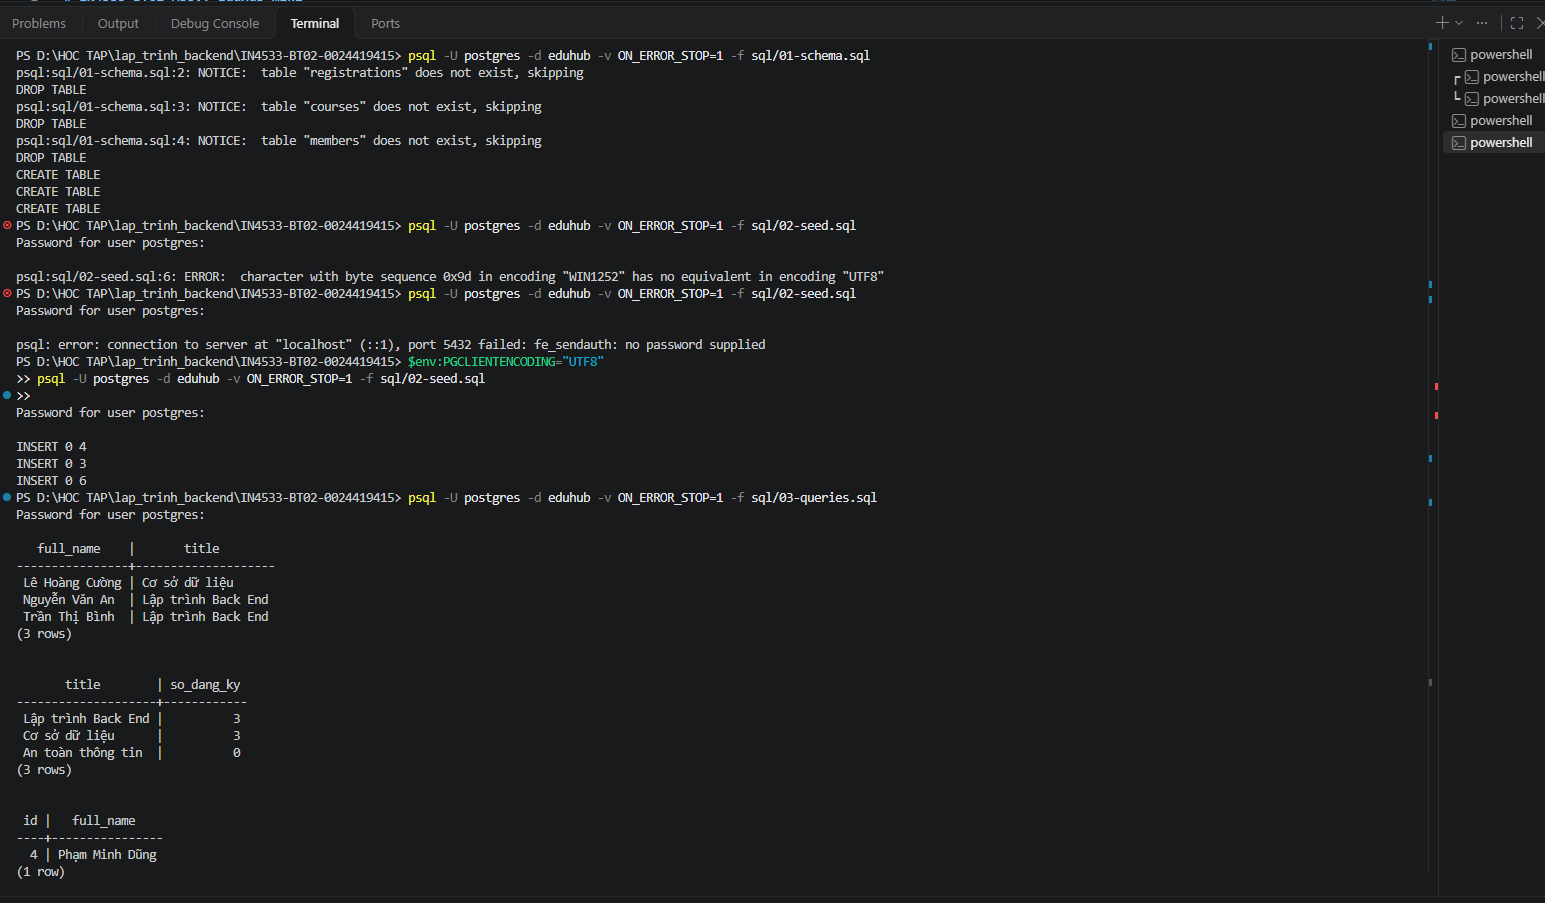 Problems Output Debug Console Terminal Ports
PS D:\HOC TAP\lap_trinh_backend\IN4533-BT02-0024419415> psql -U postgres -d eduhub -v ON_ERROR_STOP=1 -f sql/01-schema.sql
psql:sql/01-schema.sql:2: NOTICE:  table "registrations" does not exist, skipping
DROP TABLE
psql:sql/01-schema.sql:3: NOTICE:  table "courses" does not exist, skipping
DROP TABLE
psql:sql/01-schema.sql:4: NOTICE:  table "members" does not exist, skipping
DROP TABLE
CREATE TABLE
CREATE TABLE
CREATE TABLE
PS D:\HOC TAP\lap_trinh_backend\IN4533-BT02-0024419415> psql -U postgres -d eduhub -v ON_ERROR_STOP=1 -f sql/02-seed.sql
Password for user postgres:
psql:sql/02-seed.sql:6: ERROR:  character with byte sequence 0x9d in encoding "WIN1252" has no equivalent in encoding "UTF8"
PS D:\HOC TAP\lap_trinh_backend\IN4533-BT02-0024419415> psql -U postgres -d eduhub -v ON_ERROR_STOP=1 -f sql/02-seed.sql
Password for user postgres:
psql: error: connection to server at "localhost" (::1), port 5432 failed: fe_sendauth: no password supplied
PS D:\HOC TAP\lap_trinh_backend\IN4533-BT02-0024419415> $env:PGCLIENTENCODING="UTF8"
>> psql -U postgres -d eduhub -v ON_ERROR_STOP=1 -f sql/02-seed.sql
>>
Password for user postgres:
INSERT 0 4
INSERT 0 3
INSERT 0 6
PS D:\HOC TAP\lap_trinh_backend\IN4533-BT02-0024419415> psql -U postgres -d eduhub -v ON_ERROR_STOP=1 -f sql/03-queries.sql
Password for user postgres:
full_name | title
----------------+--------------------
Lê Hoàng Cường | Cơ sở dữ liệu
Nguyễn Văn An | Lập trình Back End
Trần Thị Bình | Lập trình Back End
(3 rows)
title | so_dang_ky
--------------------+------------
Lập trình Back End | 3
Cơ sở dữ liệu | 3
An toàn thông tin | 0
(3 rows)
id | full_name
----+----------------
4 | Phạm Minh Dũng
(1 row)
powershell
powershell
powershell
powershell
powershell